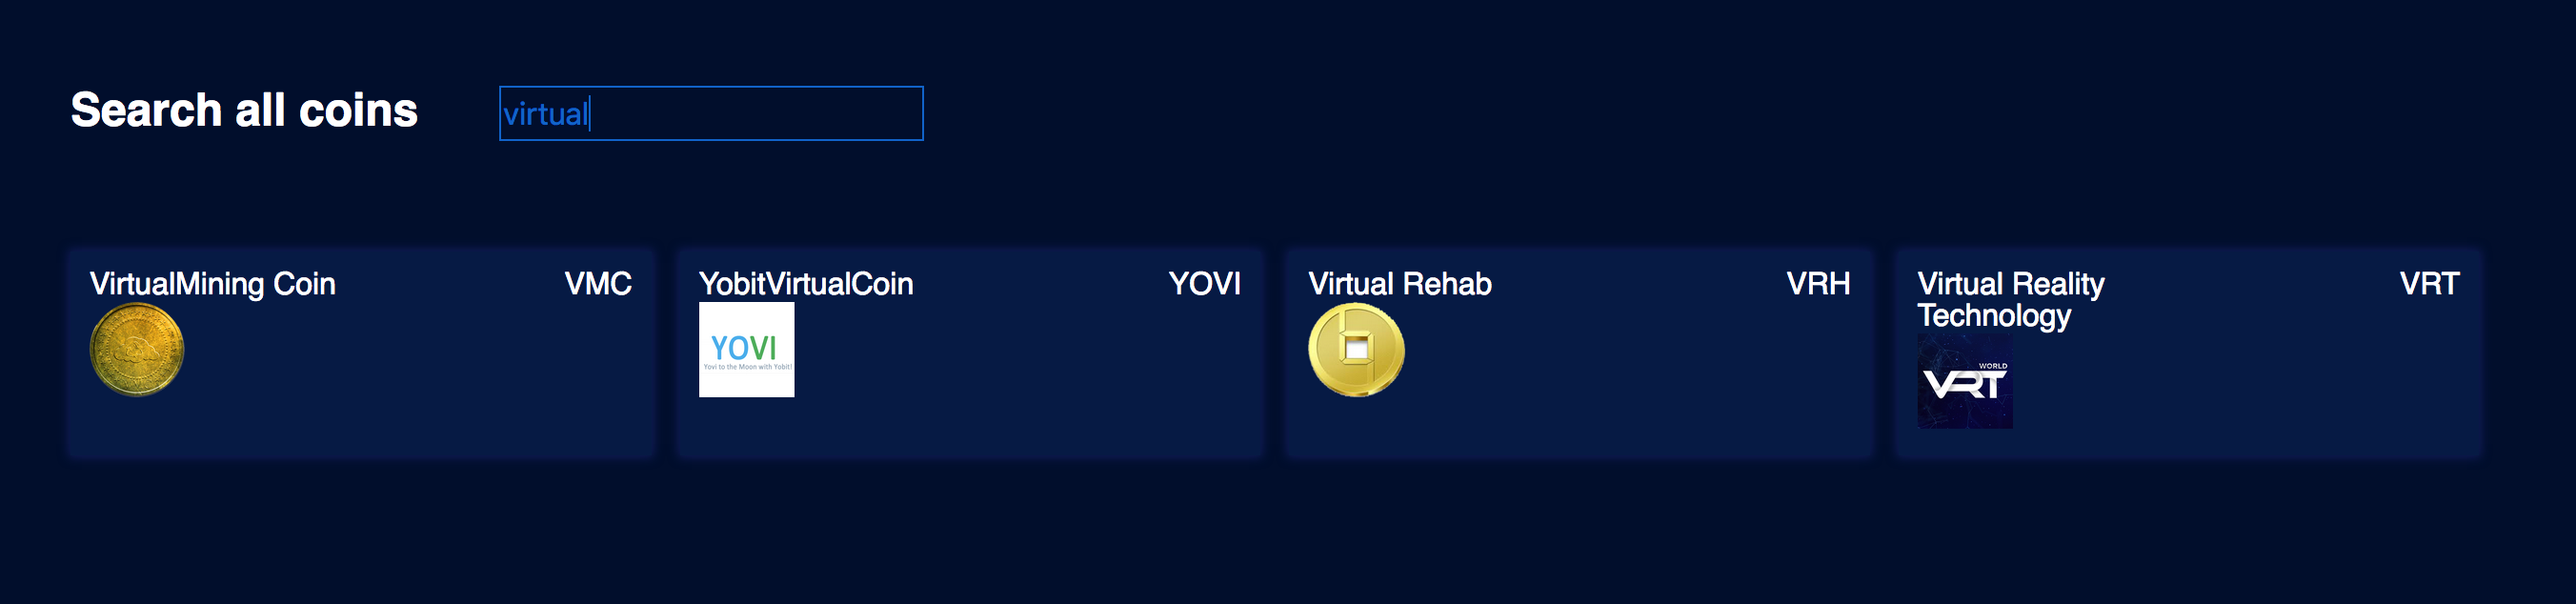 Search all coins
virtual
VirtualMining Coin VMC
YobitVirtualCoin YOVI
YOVI
Yovi to the Moon with Yobit!
Virtual Rehab VRH
Virtual Reality VRT
Technology
WORLD
VRT